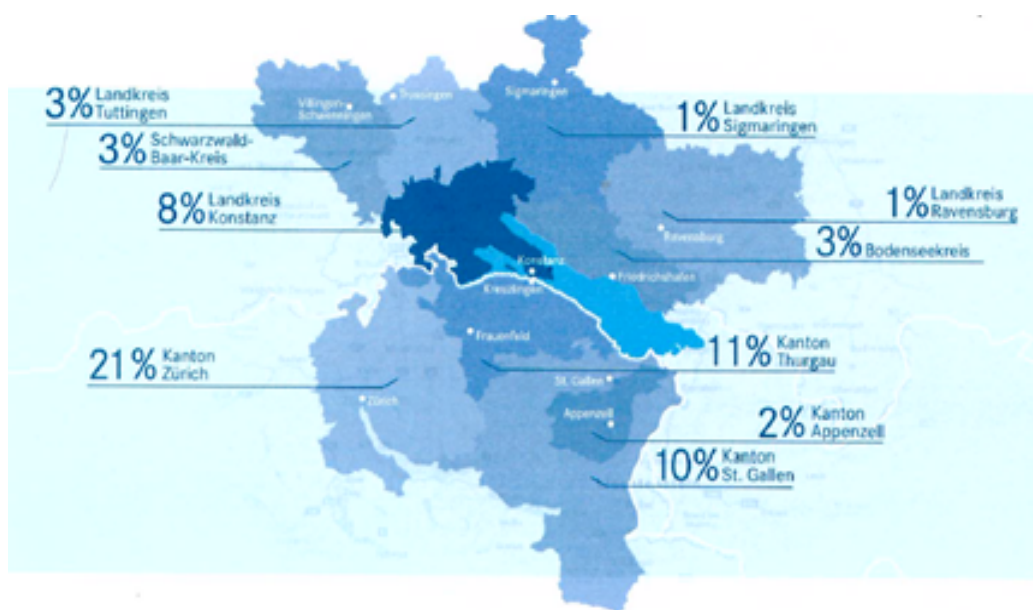 3% Landkreis
Tuttlingen
3% Schwarzwald-
Baar-Kreis
8% Landkreis
Konstanz
21% Kanton
Zürich
1% Landkreis
Sigmaringen
1% Landkreis
Ravensburg
3% Bodenseekreis
11% Kanton
Thurgau
2% Kanton
Appenzell
10% Kanton
St. Gallen
Villingen-
Schwenningen
Trossingen
Sigmaringen
Ravensburg
Konstanz
Kreuzlingen
Friedrichshafen
Frauenfeld
St. Gallen
Appenzell
Zürich